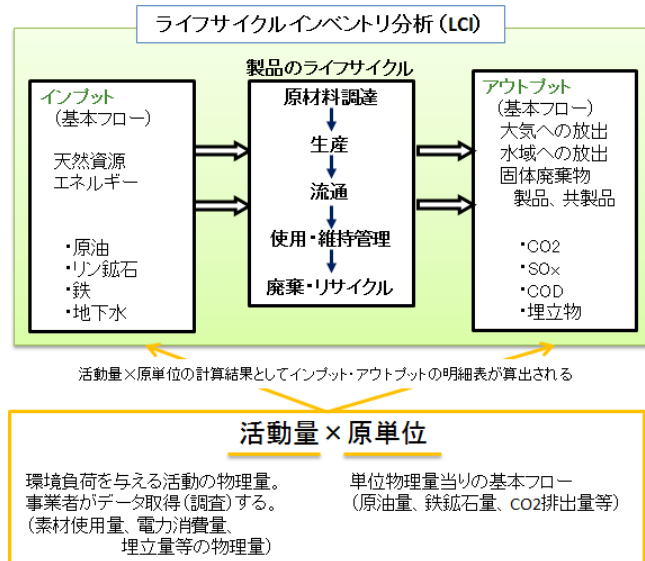 ライフサイクルインベントリ分析(LCI)
インプット
(基本フロー)
天然資源
エネルギー
・原油
・リン鉱石
・鉄
・地下水
製品のライフサイクル
原材料調達
生産
流通
使用・維持管理
廃棄・リサイクル
アウトプット
(基本フロー)
大気への放出
水域への放出
固体廃棄物
製品、共製品
・CO2
・SOx
・COD
・埋立物
活動量×原単位の計算結果としてインプット・アウトプットの明細表が算出される
活動量×原単位
環境負荷を与える活動の物理量。
事業者がデータ取得(調査)する。
(素材使用量、電力消費量、
埋立量等の物理量)
単位物理量当りの基本フロー
(原油量、鉄鉱石量、CO2排出量等)